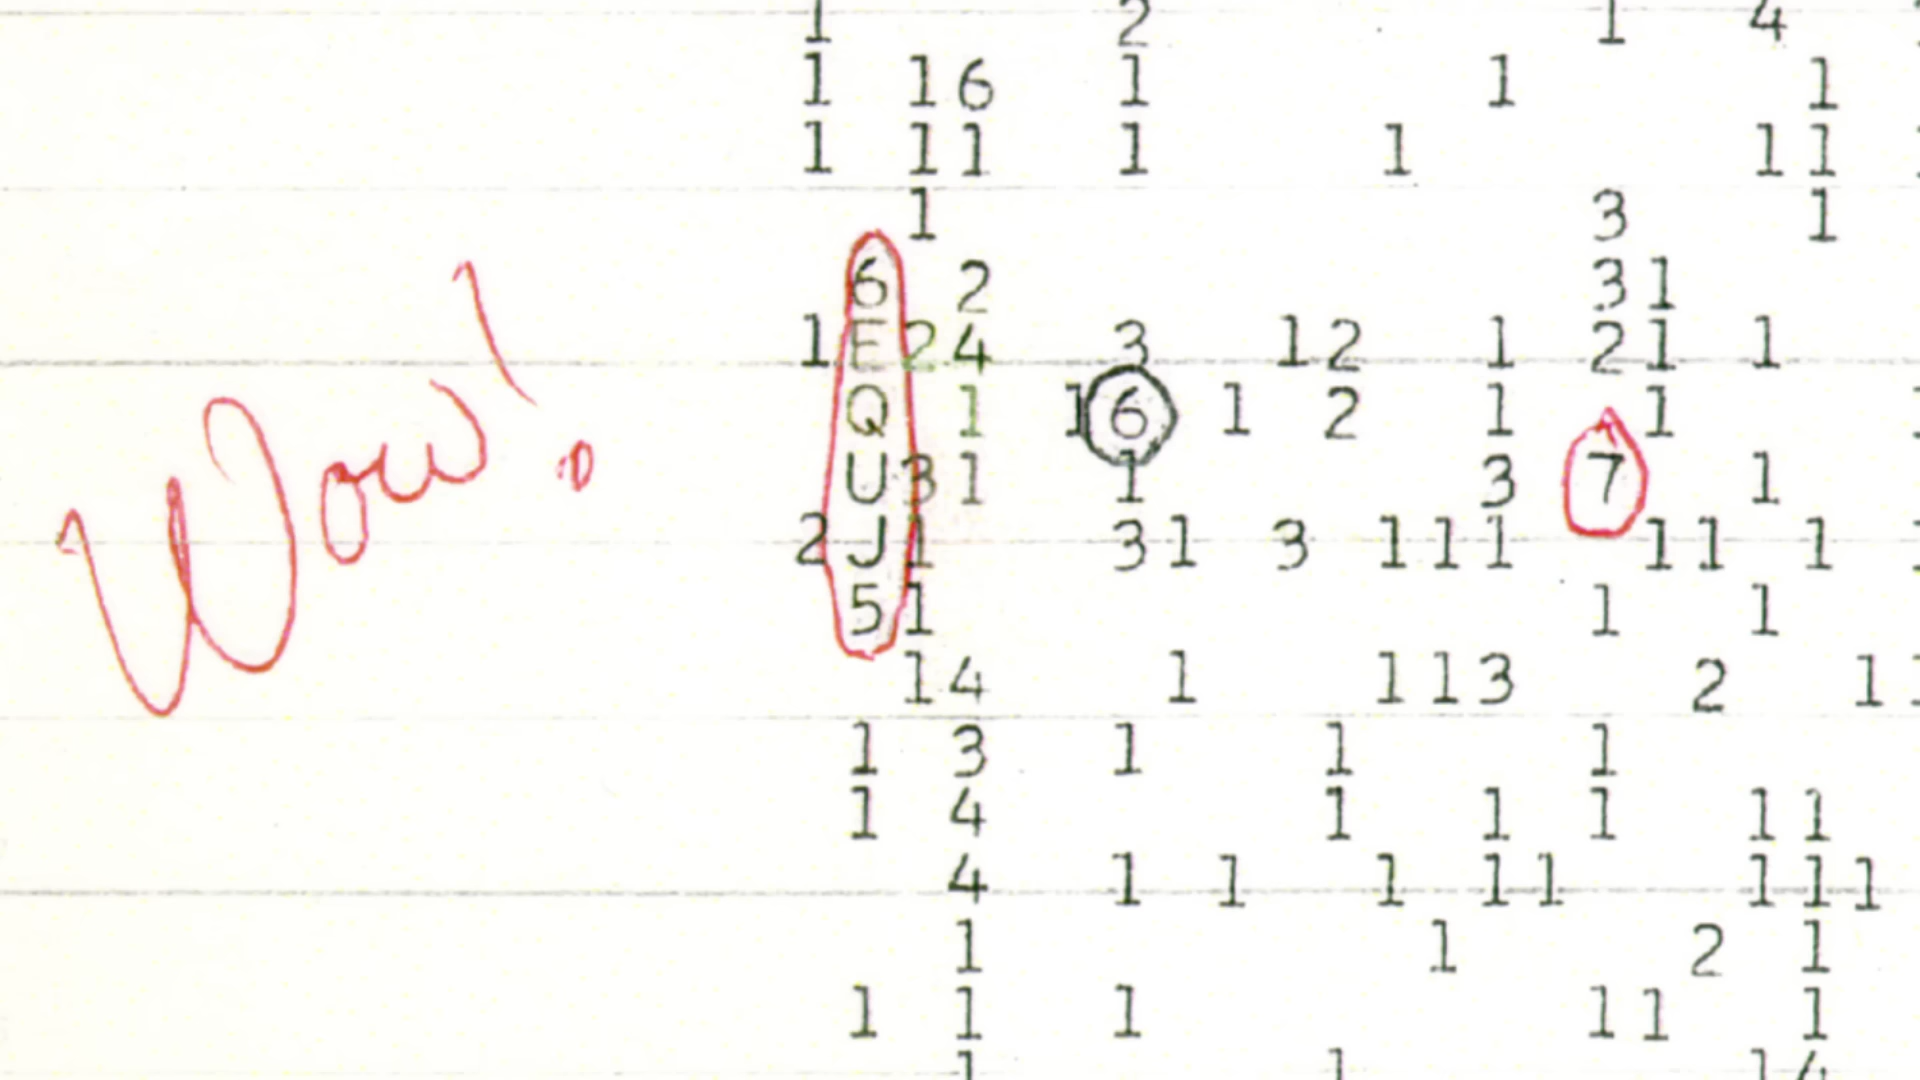 1 2 1 4
1 16 1 1 1
1 11 1 1 11
1 3 1
6 2 31
1E24 3 12 1 21 1
Q 1 16 1 2 1 1
U31 1 3 7 1
2J1 31 3 111 11 1
51 1 1
14 1 113 2 1
1 3 1 1 1
1 4 1 1 1 11
4 1 1 1 11 111
1 1 2 1
1 1 1 11 1
1 1 14
Wow!